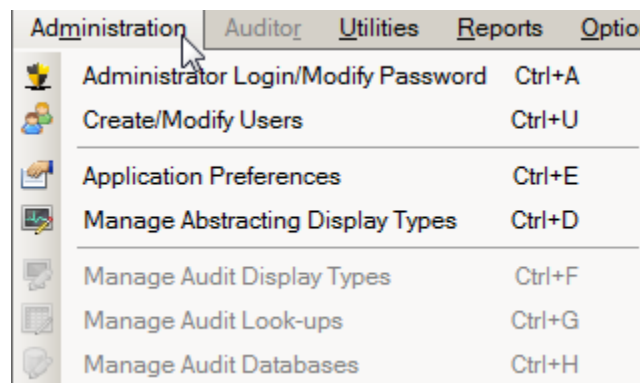 Administration Auditor Utilities Reports Optio
Administrator Login/Modify Password Ctrl+A
Create/Modify Users Ctrl+U
Application Preferences Ctrl+E
Manage Abstracting Display Types Ctrl+D
Manage Audit Display Types Ctrl+F
Manage Audit Look-ups Ctrl+G
Manage Audit Databases Ctrl+H